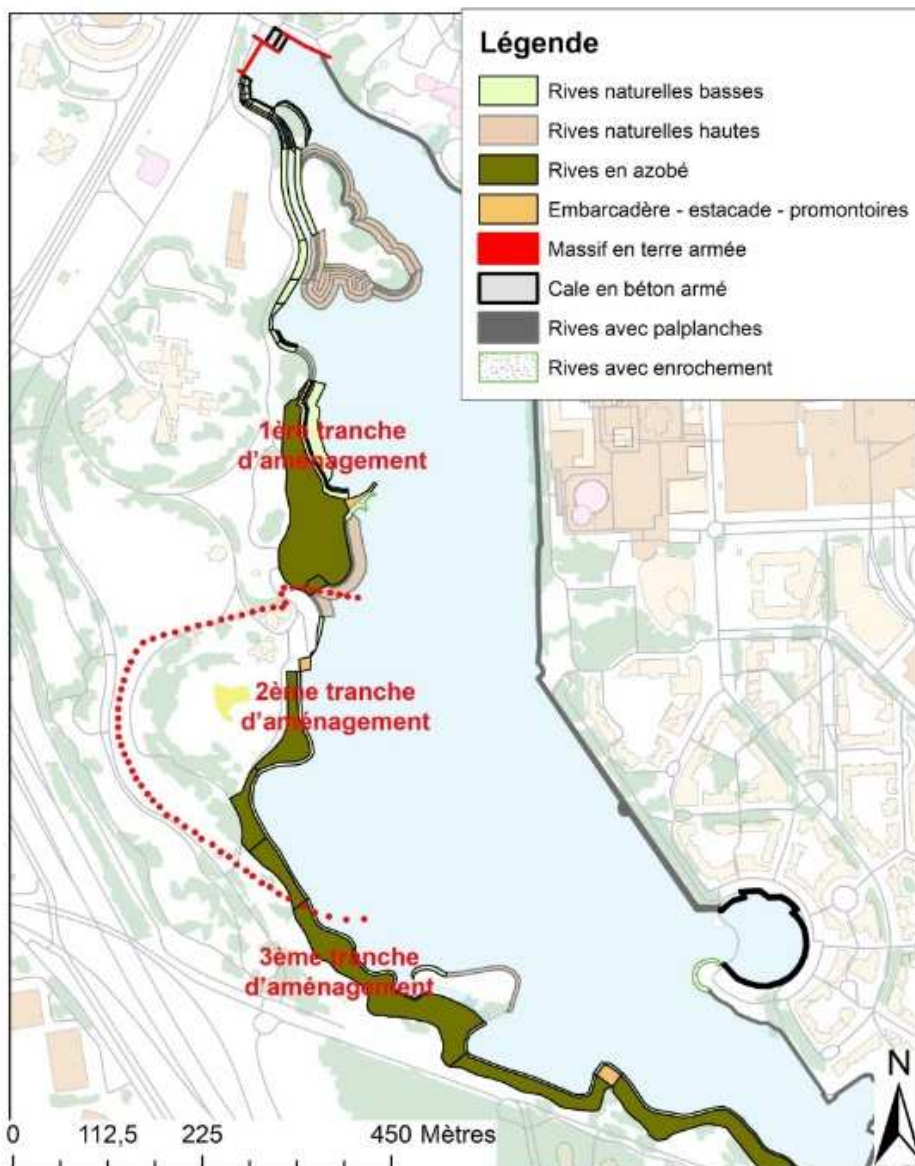 Légende
Rives naturelles basses
Rives naturelles hautes
Rives en azobé
Embarcadère - estacade - promontoires
Massif en terre armée
Cale en béton armé
Rives avec palplanches
Rives avec enrochement
1ère tranche
d'aménagement
2ème tranche
d'aménagement
3ème tranche
d'aménagement
N
0 112,5 225 450 Mètres